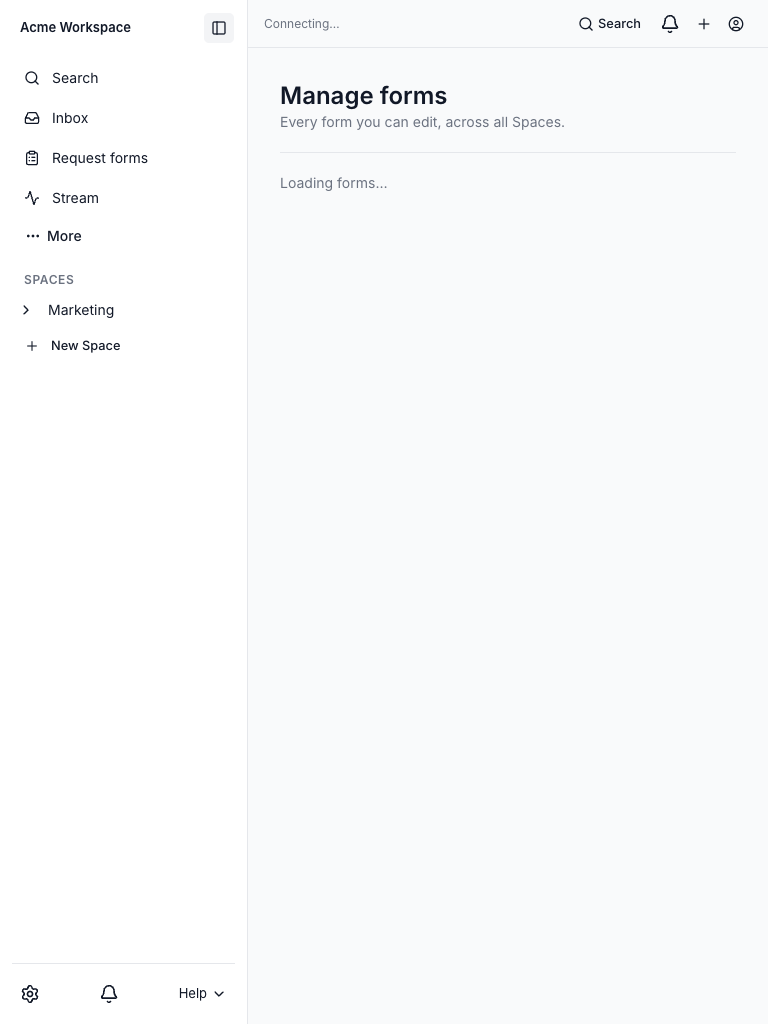 Acme Workspace
Search
Inbox
Request forms
Stream
More
SPACES
Marketing
New Space
Help
Connecting...
Search
Manage forms
Every form you can edit, across all Spaces.
Loading forms...